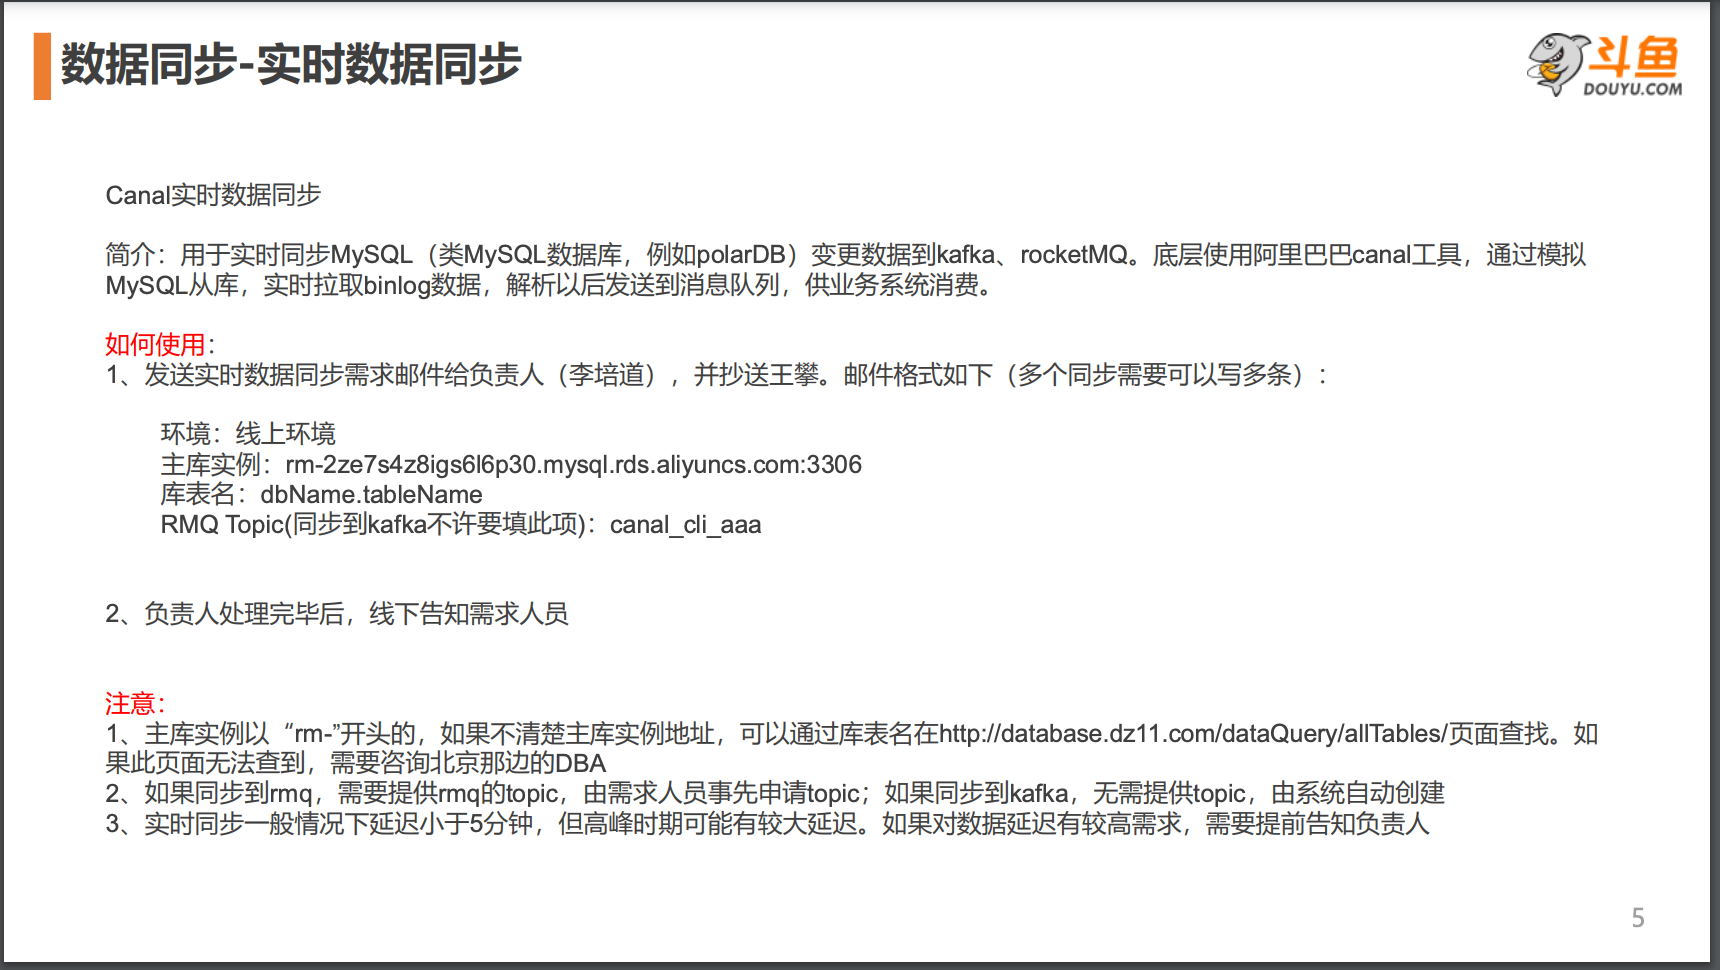 数据同步-实时数据同步
斗鱼
DOUYU.COM
Canal实时数据同步
简介：用于实时同步MySQL（类MySQL数据库，例如polarDB）变更数据到kafka、rocketMQ。底层使用阿里巴巴canal工具，通过模拟
MySQL从库，实时拉取binlog数据，解析以后发送到消息队列，供业务系统消费。
如何使用：
1、发送实时数据同步需求邮件给负责人（李培道），并抄送王攀。邮件格式如下（多个同步需要可以写多条）：
环境：线上环境
主库实例：rm-2ze7s4z8igs6l6p30.mysql.rds.aliyuncs.com:3306
库表名：dbName.tableName
RMQ Topic(同步到kafka不许要填此项)：canal_cli_aaa
2、负责人处理完毕后，线下告知需求人员
注意：
1、主库实例以“rm-”开头的，如果不清楚主库实例地址，可以通过库表名在http://database.dz11.com/dataQuery/allTables/页面查找。如
果此页面无法查到，需要咨询北京那边的DBA
2、如果同步到rmq，需要提供rmq的topic，由需求人员事先申请topic；如果同步到kafka，无需提供topic，由系统自动创建
3、实时同步一般情况下延迟小于5分钟，但高峰时期可能有较大延迟。如果对数据延迟有较高需求，需要提前告知负责人
5